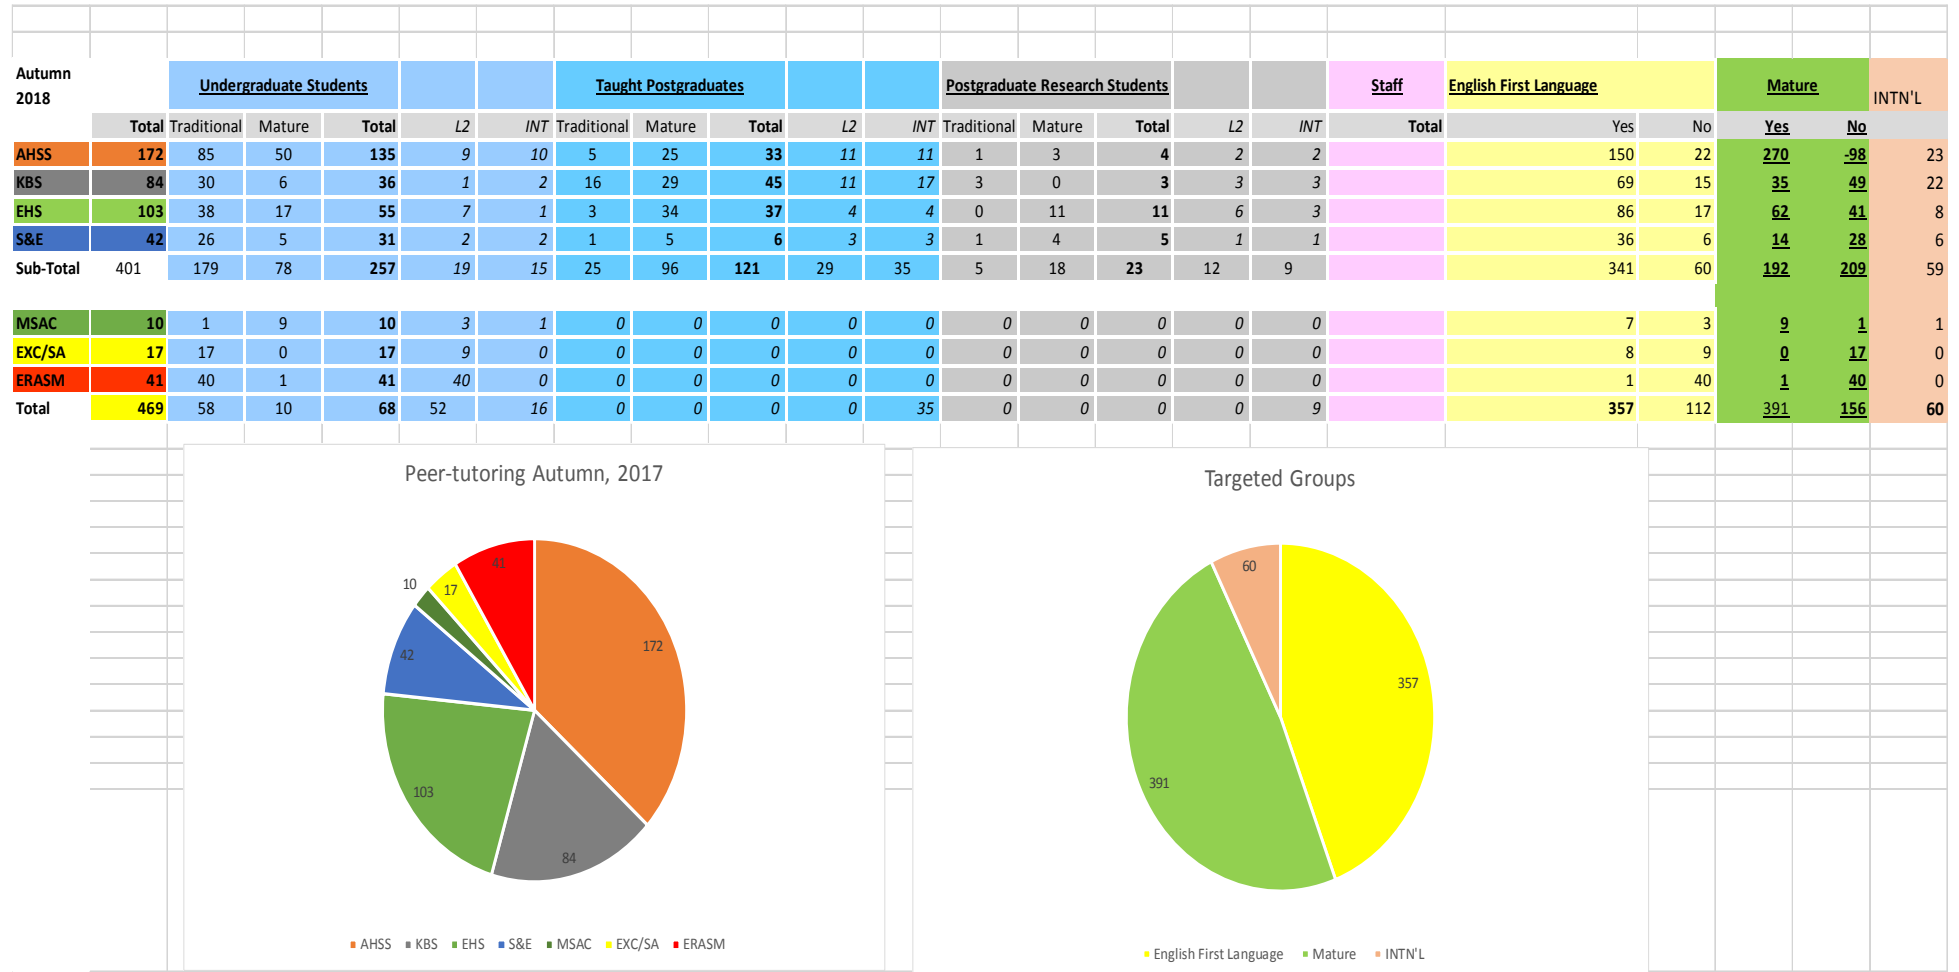 Autumn 2018 Undergraduate Students Taught Postgraduates Postgraduate Research Students Staff English First Language Mature INTN'L
Total Traditional Mature Total L2 INT Traditional Mature Total L2 INT Traditional Mature Total L2 INT Total Yes No Yes No
AHSS 172 85 50 135 9 10 5 25 33 11 11 1 3 4 2 2 150 22 270 -98 23
KBS 84 30 6 36 1 2 16 29 45 11 17 3 0 3 3 3 69 15 35 49 22
EHS 103 38 17 55 7 1 3 34 37 4 4 0 11 11 6 3 86 17 62 41 8
S&E 42 26 5 31 2 2 1 5 6 3 3 1 4 5 1 1 36 6 14 28 6
Sub-Total 401 179 78 257 19 15 25 96 121 29 35 5 18 23 12 9 341 60 192 209 59
MSAC 10 1 9 10 3 1 0 0 0 0 0 0 0 0 0 0 7 3 9 1 1
EXC/SA 17 17 0 17 9 0 0 0 0 0 0 0 0 0 0 0 8 9 0 17 0
ERASM 41 40 1 41 40 0 0 0 0 0 0 0 0 0 0 0 1 40 1 40 0
Total 469 58 10 68 52 16 0 0 0 0 35 0 0 0 0 9 357 112 391 156 60
Peer-tutoring Autumn, 2017
41
17
10
172
42
103
84
AHSS KBS EHS S&E MSAC EXC/SA ERASM
Targeted Groups
60
357
391
English First Language Mature INTN'L